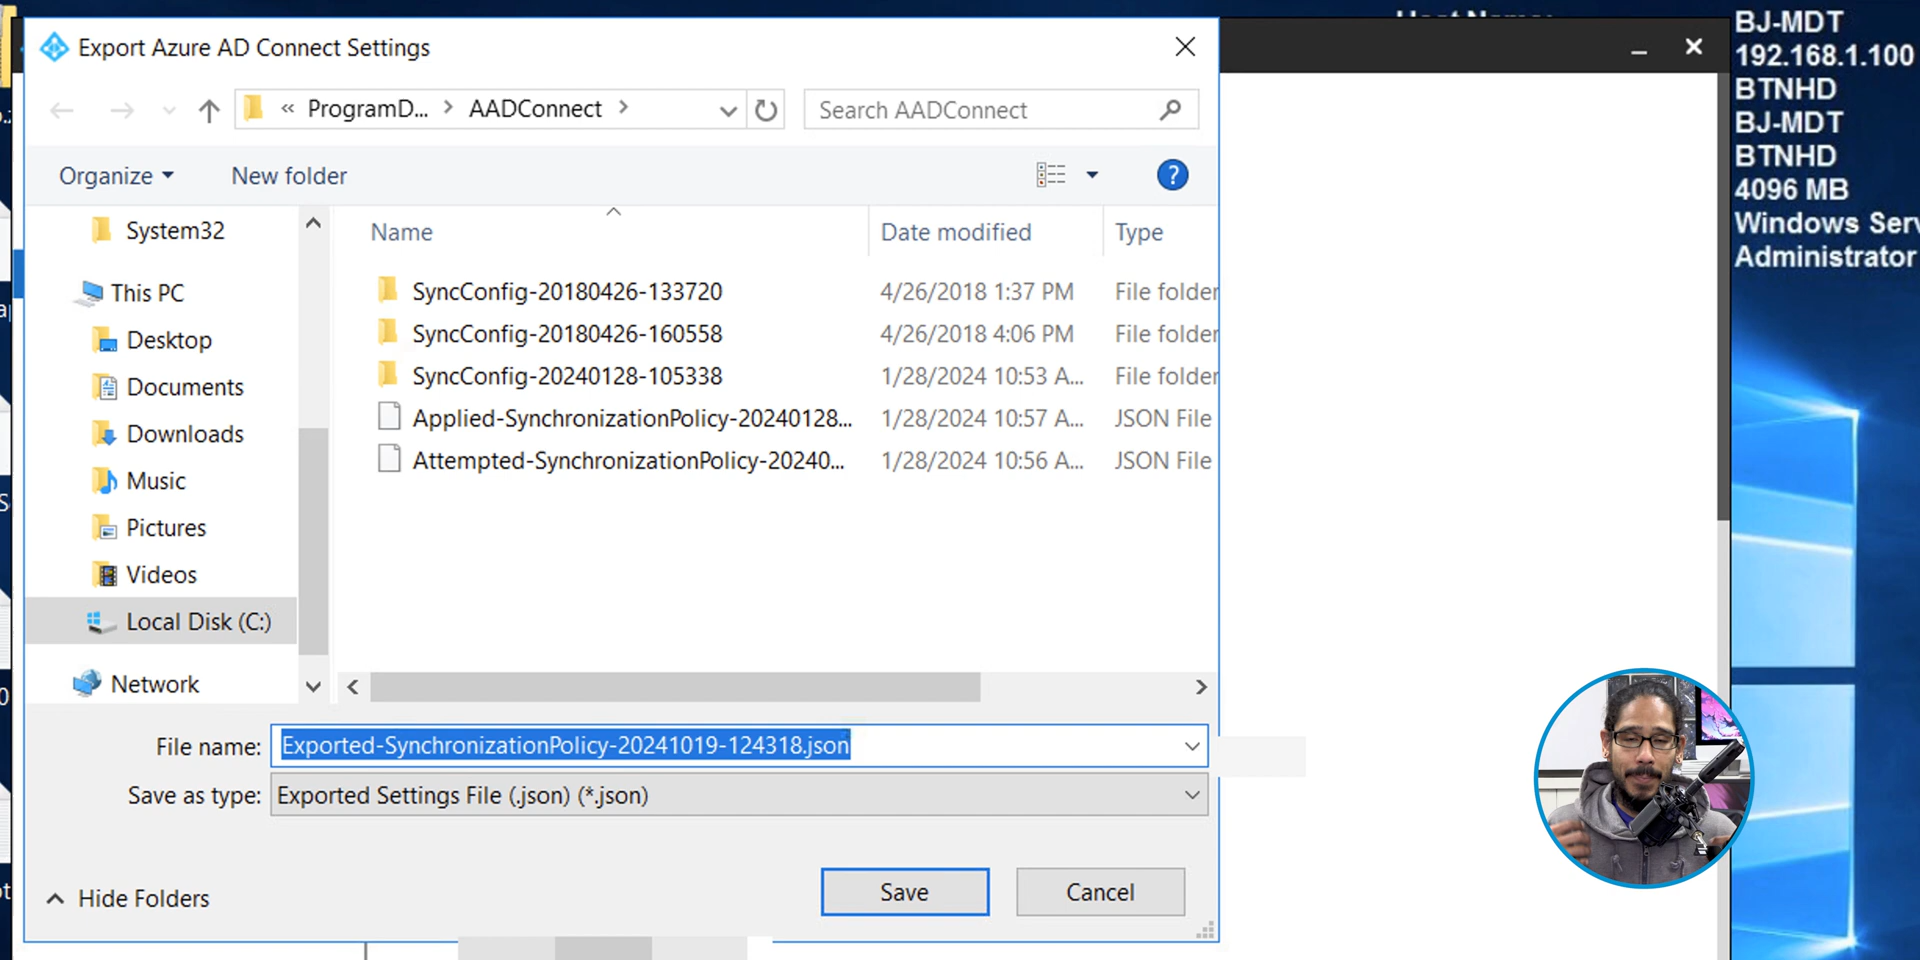 Export Azure AD Connect Settings
« ProgramD... > AADConnect >
Search AADConnect
Organize
New folder
?
System32
This PC
Desktop
Documents
Downloads
Music
Pictures
Videos
Local Disk (C:)
Network
Name Date modified Type
SyncConfig-20180426-133720 4/26/2018 1:37 PM File folder
SyncConfig-20180426-160558 4/26/2018 4:06 PM File folder
SyncConfig-20240128-105338 1/28/2024 10:53 A... File folder
Applied-SynchronizationPolicy-20240128... 1/28/2024 10:57 A... JSON File
Attempted-SynchronizationPolicy-20240... 1/28/2024 10:56 A... JSON File
File name: Exported-SynchronizationPolicy-20241019-124318.json
Save as type: Exported Settings File (.json) (*.json)
Hide Folders
Save
Cancel
BJ-MDT
192.168.1.100
BTNHD
BJ-MDT
BTNHD
4096 MB
Windows Serv
Administrator